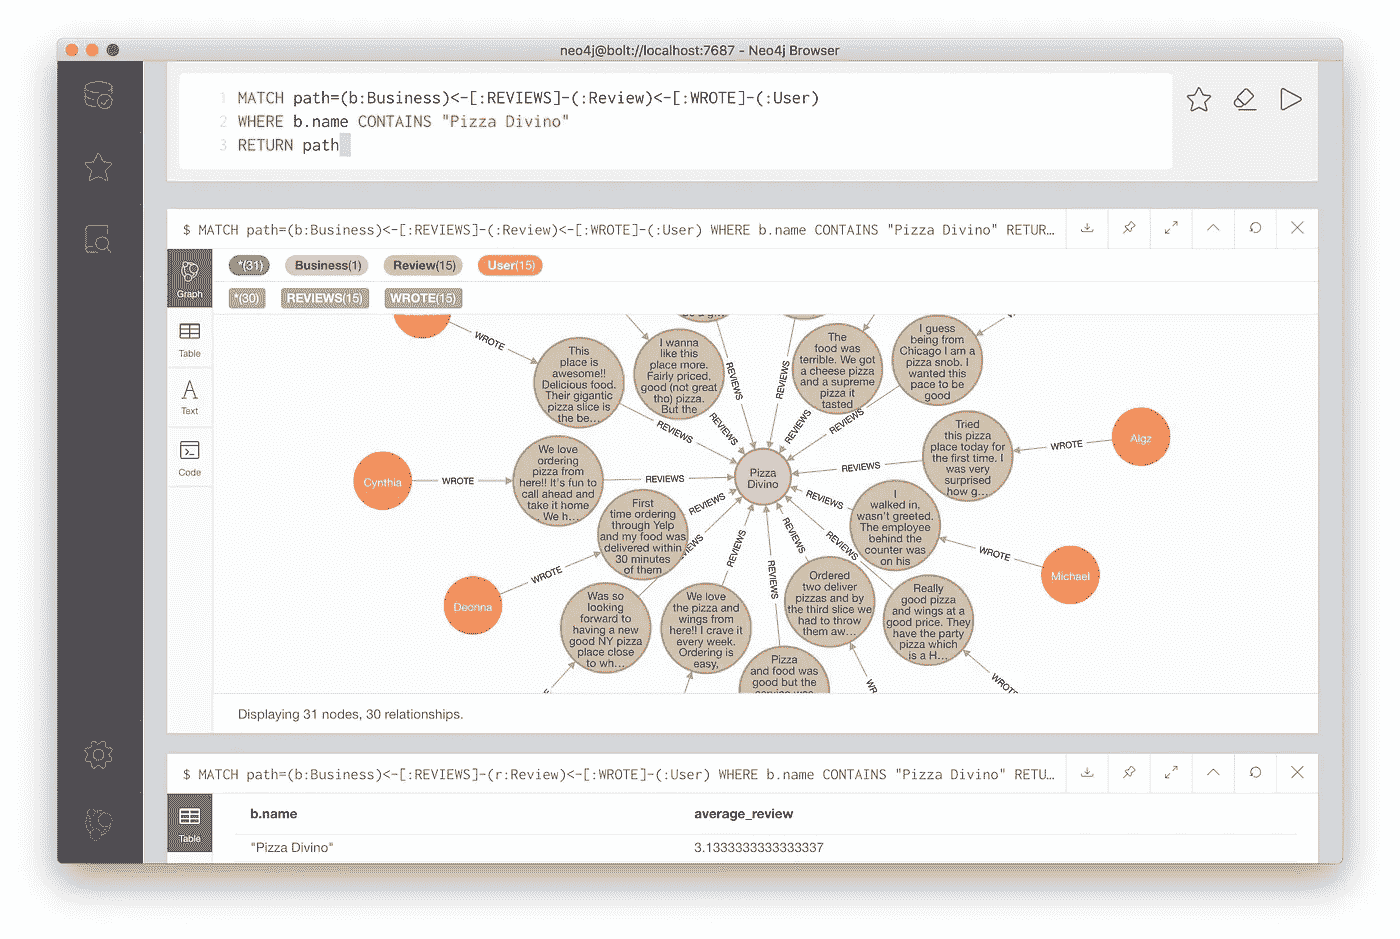 neo4j@bolt://localhost:7687 - Neo4j Browser
1 MATCH path=(b:Business)<-[:REVIEWS]-(:Review)<-[:WROTE]-(:User)
2 WHERE b.name CONTAINS "Pizza Divino"
3 RETURN path
$ MATCH path=(b:Business)<-[:REVIEWS]-(:Review)<-[:WROTE]-(:User) WHERE b.name CONTAINS "Pizza Divino" RETUR…
Graph
*(31) Business(1) Review(15) User(15)
*(30) REVIEWS(15) WROTE(15)
Table
Text
Code
WROTE
This
place is
awesome!!
Delicious food.
Their gigantic
pizza slice is
the be...
REVIEWS
I wanna
like this
place more.
Fairly priced,
good (not great
tho) pizza.
But the
REVIEWS
REVIEWS
REVIEWS
The
food was
terrible. We got
a cheese pizza
and a supreme
pizza it
tasted
REVIEWS
I guess
being from
Chicago I am a
pizza snob. I
wanted this
pace to be
good
REVIEWS
Cynthia
WROTE
We love
ordering
pizza from
here!! It's fun to
call ahead and
take it home
We h...
REVIEWS
Pizza
Divino
REVIEWS
Tried
this pizza
place today for
the first time. I
was very
surprised
how g...
WROTE
Algz
Deonna
WROTE
First
time ordering
through Yelp
and my food was
delivered within
30 minutes
of them
REVIEWS
REVIEWS
I
walked in,
wasn't greeted.
The employee
behind the
counter was
on his
WROTE
Michael
Was so
looking
forward to
having a new
good NY pizza
place close
to wh...
We love
the pizza and
wings from
here!! I crave it
every week.
Ordering is
easy,
REVIEWS
REVIEWS
Pizza
and food was
good but the
REVIEWS
Ordered
two deliver
pizzas and by
the third slice we
had to throw
them aw...
REVIEWS
Really
good pizza
and wings at a
good price. They
have the party
pizza which
is a H...
WROTE
Displaying 31 nodes, 30 relationships.
$ MATCH path=(b:Business)<-[:REVIEWS]-(r:Review)<-[:WROTE]-(:User) WHERE b.name CONTAINS "Pizza Divino" RETU…
Table
b.name average_review
"Pizza Divino" 3.1333333333333337